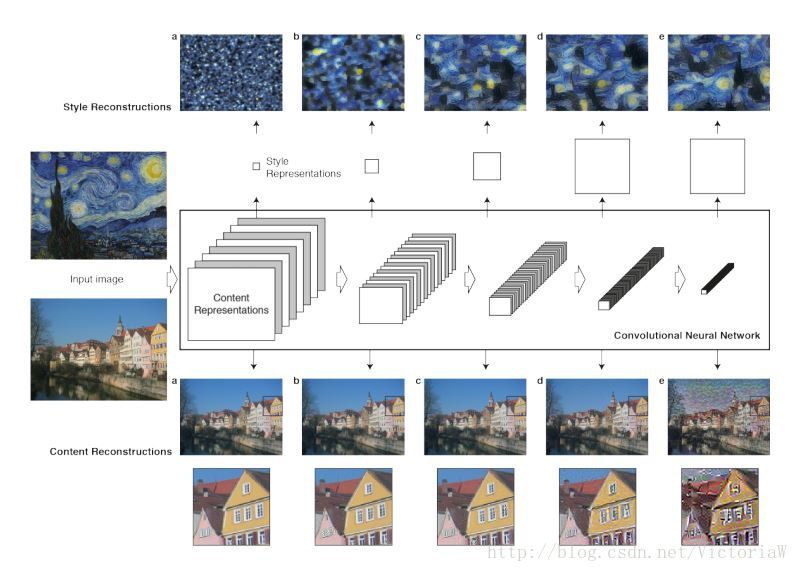 a b c d e
Style Reconstructions
Style
Representations
Input image
Content
Representations
Convolutional Neural Network
a b c d e
Content Reconstructions
http://blog.csdn.net/VictoriaW